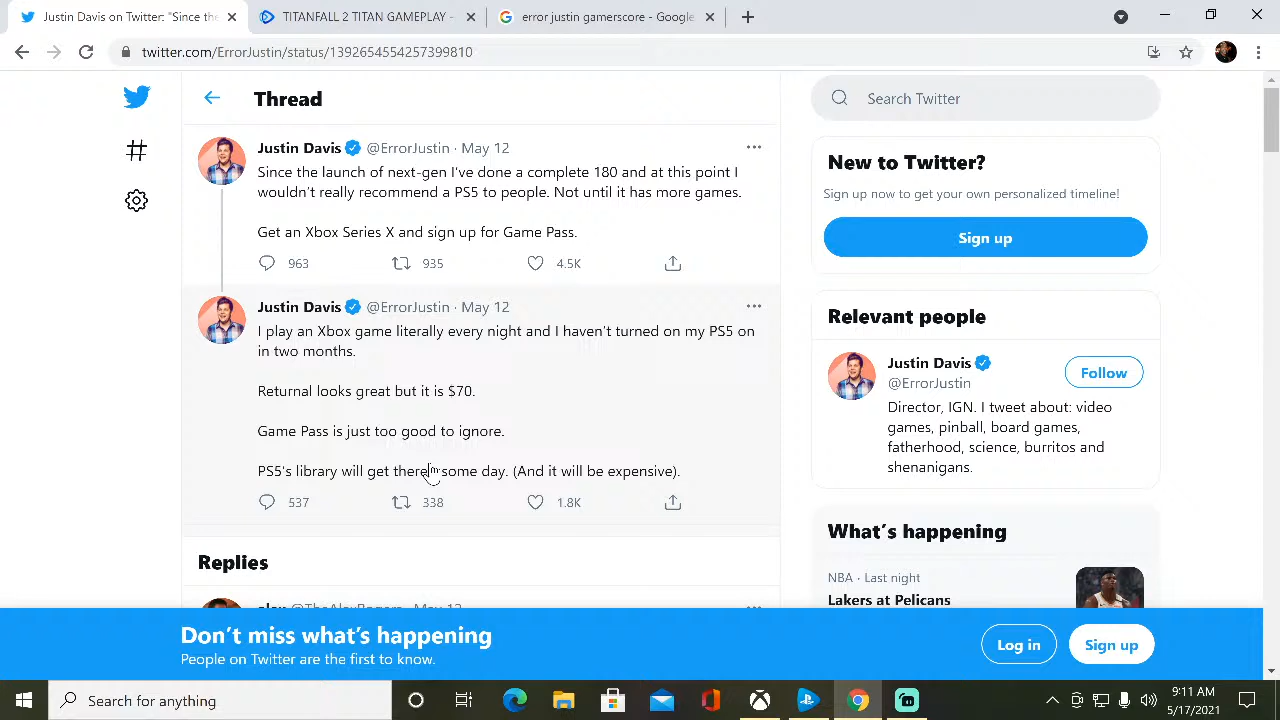 Justin Davis on Twitter: "Since the
TITANFALL 2 TITAN GAMEPLAY -
error justin gamerscore - Google
twitter.com/ErrorJustin/status/1392654554257399810
Thread
Search Twitter
Justin Davis @ErrorJustin · May 12
Since the launch of next-gen I've done a complete 180 and at this point I
wouldn't really recommend a PS5 to people. Not until it has more games.
Get an Xbox Series X and sign up for Game Pass.
963 935 4.5K
Justin Davis @ErrorJustin · May 12
I play an Xbox game literally every night and I haven't turned on my PS5 on
in two months.
Returnal looks great but it is $70.
Game Pass is just too good to ignore.
PS5's library will get there some day. (And it will be expensive).
537 338 1.8K
Replies
New to Twitter?
Sign up now to get your own personalized timeline!
Sign up
Relevant people
Justin Davis
@ErrorJustin
Follow
Director, IGN. I tweet about: video
games, pinball, board games,
fatherhood, science, burritos and
shenanigans.
What's happening
NBA · Last night
Lakers at Pelicans
Don't miss what's happening
People on Twitter are the first to know.
Log in
Sign up
Search for anything
9:11 AM
5/17/2021